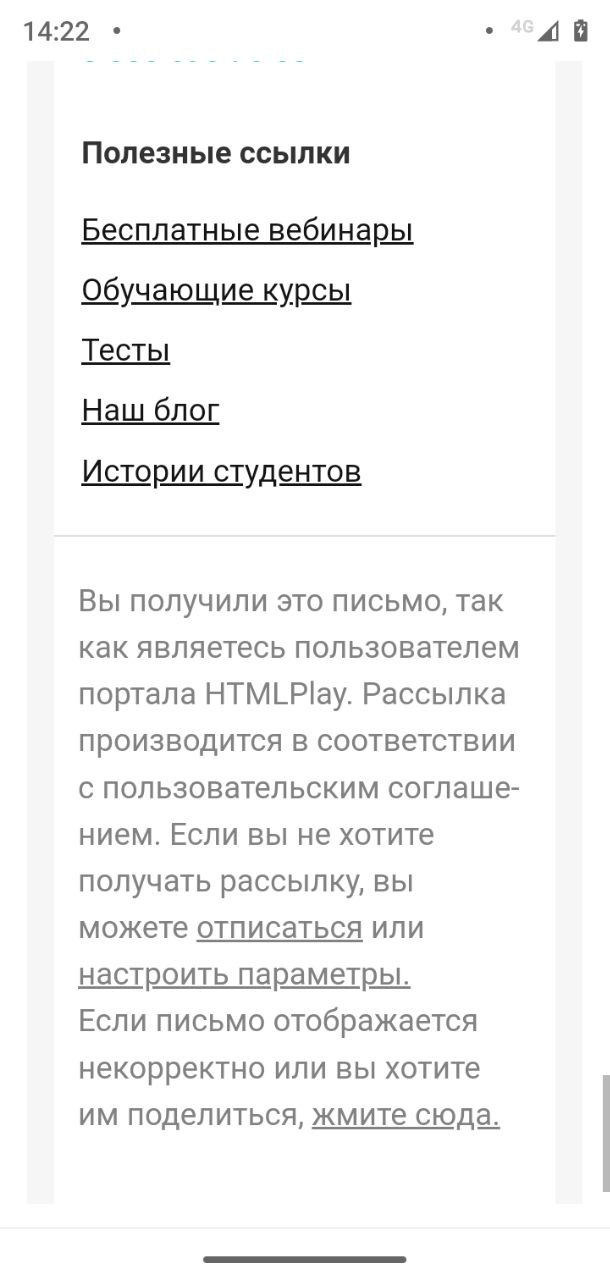 14:22
4G
Полезные ссылки
Бесплатные вебинары
Обучающие курсы
Тесты
Наш блог
Истории студентов
Вы получили это письмо, так
как являетесь пользователем
портала HTMLPlay. Рассылка
производится в соответствии
с пользовательским соглаше-
нием. Если вы не хотите
получать рассылку, вы
можете отписаться или
настроить параметры.
Если письмо отображается
некорректно или вы хотите
им поделиться, жмите сюда.